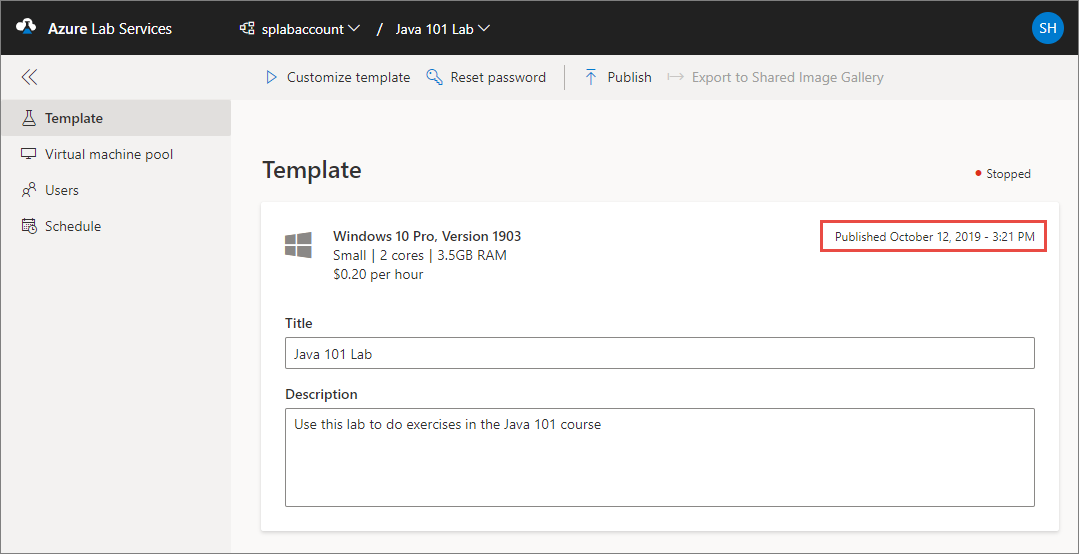 Azure Lab Services splabaccount / Java 101 Lab SH
Customize template Reset password Publish Export to Shared Image Gallery
Template
Virtual machine pool
Users
Schedule
Template
Stopped
Windows 10 Pro, Version 1903
Small | 2 cores | 3.5GB RAM
$0.20 per hour
Published October 12, 2019 - 3:21 PM
Title
Java 101 Lab
Description
Use this lab to do exercises in the Java 101 course